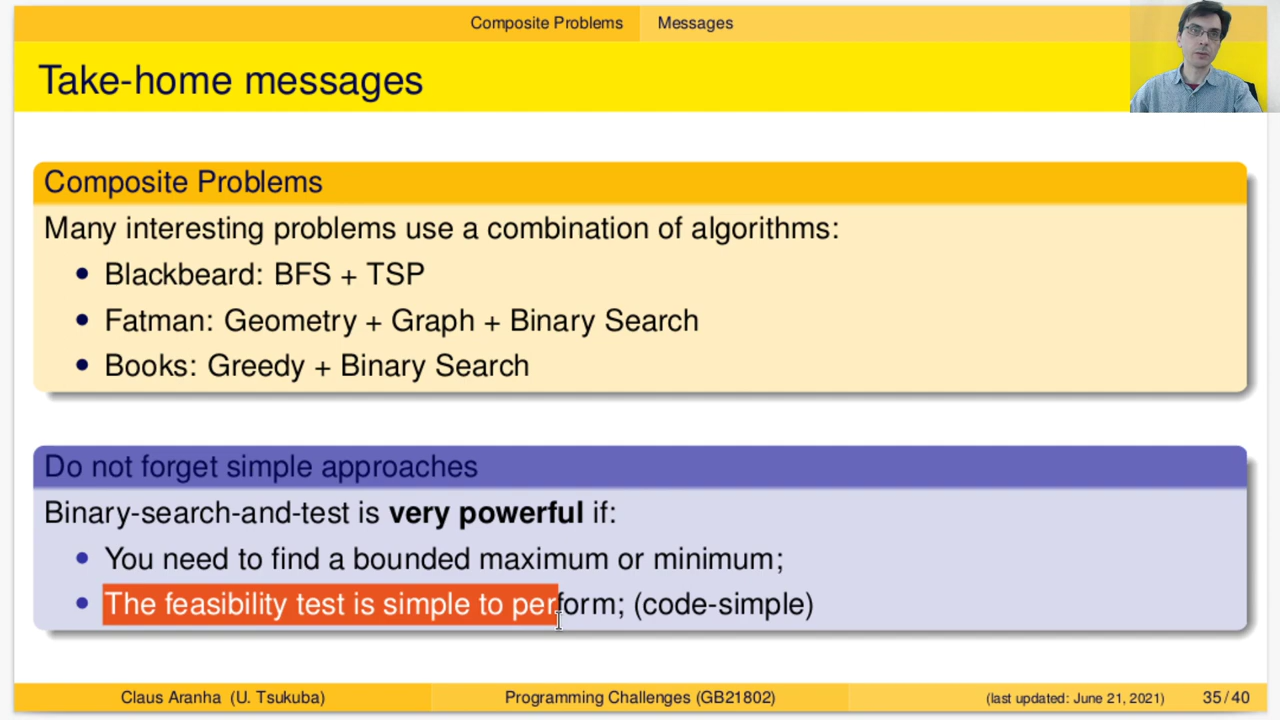 Composite Problems Messages
Take-home messages
Composite Problems
Many interesting problems use a combination of algorithms:
• Blackbeard: BFS + TSP
• Fatman: Geometry + Graph + Binary Search
• Books: Greedy + Binary Search
Do not forget simple approaches
Binary-search-and-test is very powerful if:
• You need to find a bounded maximum or minimum;
• The feasibility test is simple to perform; (code-simple)
Claus Aranha (U. Tsukuba) Programming Challenges (GB21802) (last updated: June 21, 2021) 35 / 40